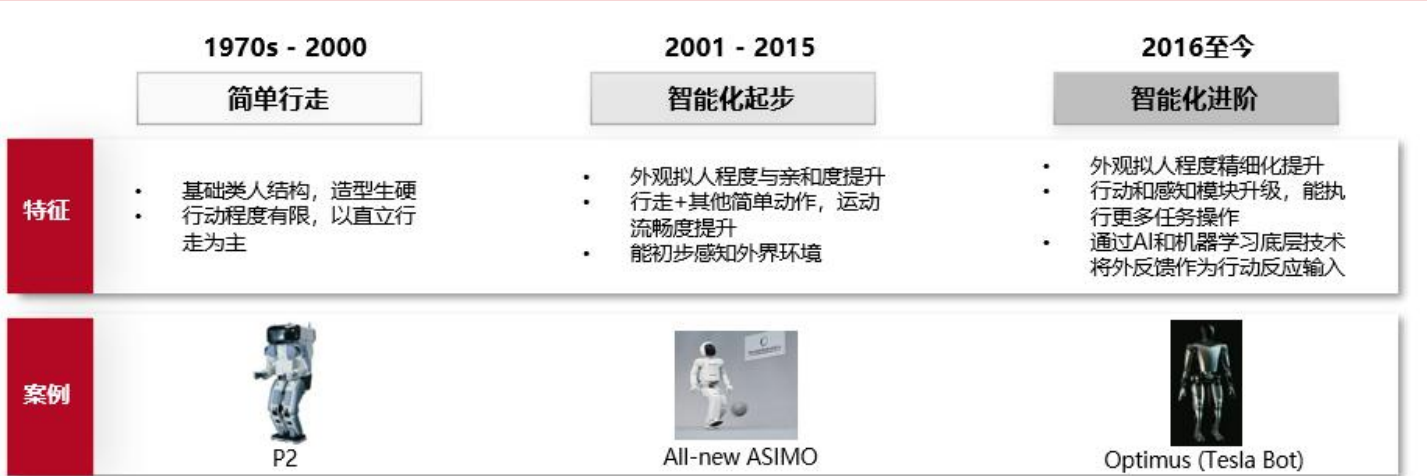 1970s - 2000
2001 - 2015
2016至今
简单行走
智能化起步
智能化进阶
特征
• 基础类人结构，造型生硬
• 行动程度有限，以直立行
走为主
• 外观拟人程度与亲和度提升
• 行走+其他简单动作，运动
流畅度提升
• 能初步感知外界环境
• 外观拟人程度精细化提升
• 行动和感知模块升级，能执
行更多任务操作
• 通过AI和机器学习底层技术
将外反馈作为行动反应输入
案例
P2
All-new ASIMO
Optimus (Tesla Bot)